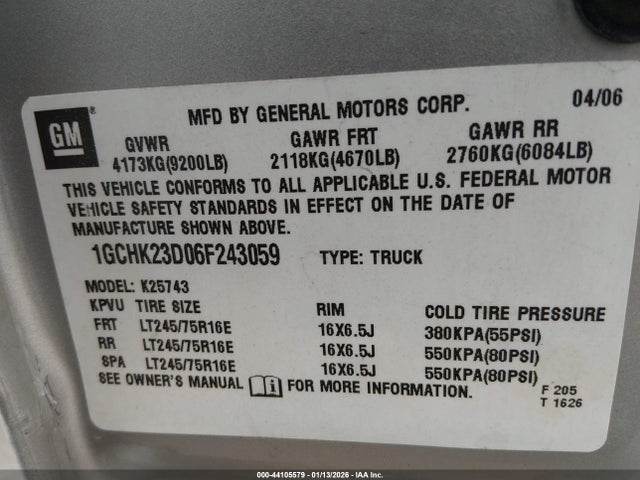 GM ®
MFD BY GENERAL MOTORS CORP. 04/06
GVWR GAWR FRT GAWR RR
4173KG(9200LB) 2118KG(4670LB) 2760KG(6084LB)
THIS VEHICLE CONFORMS TO ALL APPLICABLE U.S. FEDERAL MOTOR
VEHICLE SAFETY STANDARDS IN EFFECT ON THE DATE OF
MANUFACTURE SHOWN ABOVE.
1GCHK23D06F243059 TYPE: TRUCK
MODEL: K25743
KPVU TIRE SIZE RIM COLD TIRE PRESSURE
FRT LT245/75R16E 16X6.5J 380KPA(55PSI)
RR LT245/75R16E 16X6.5J 550KPA(80PSI)
SPA LT245/75R16E 16X6.5J 550KPA(80PSI)
SEE OWNER'S MANUAL i FOR MORE INFORMATION.
F 205
T 1626
000-44105579 - 01/13/2026 - IAA Inc.